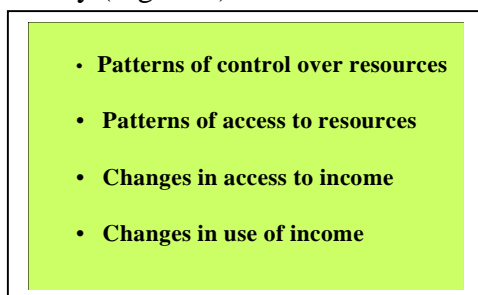 • Patterns of control over resources
• Patterns of access to resources
• Changes in access to income
• Changes in use of income